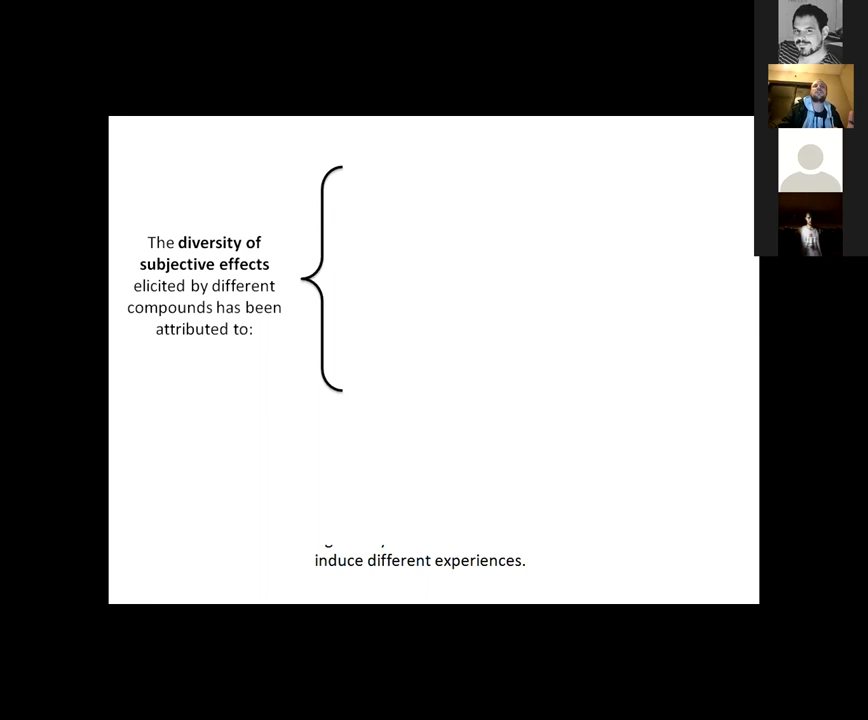 The diversity of
subjective effects
elicited by different
compounds has been
attributed to:
induce different experiences.